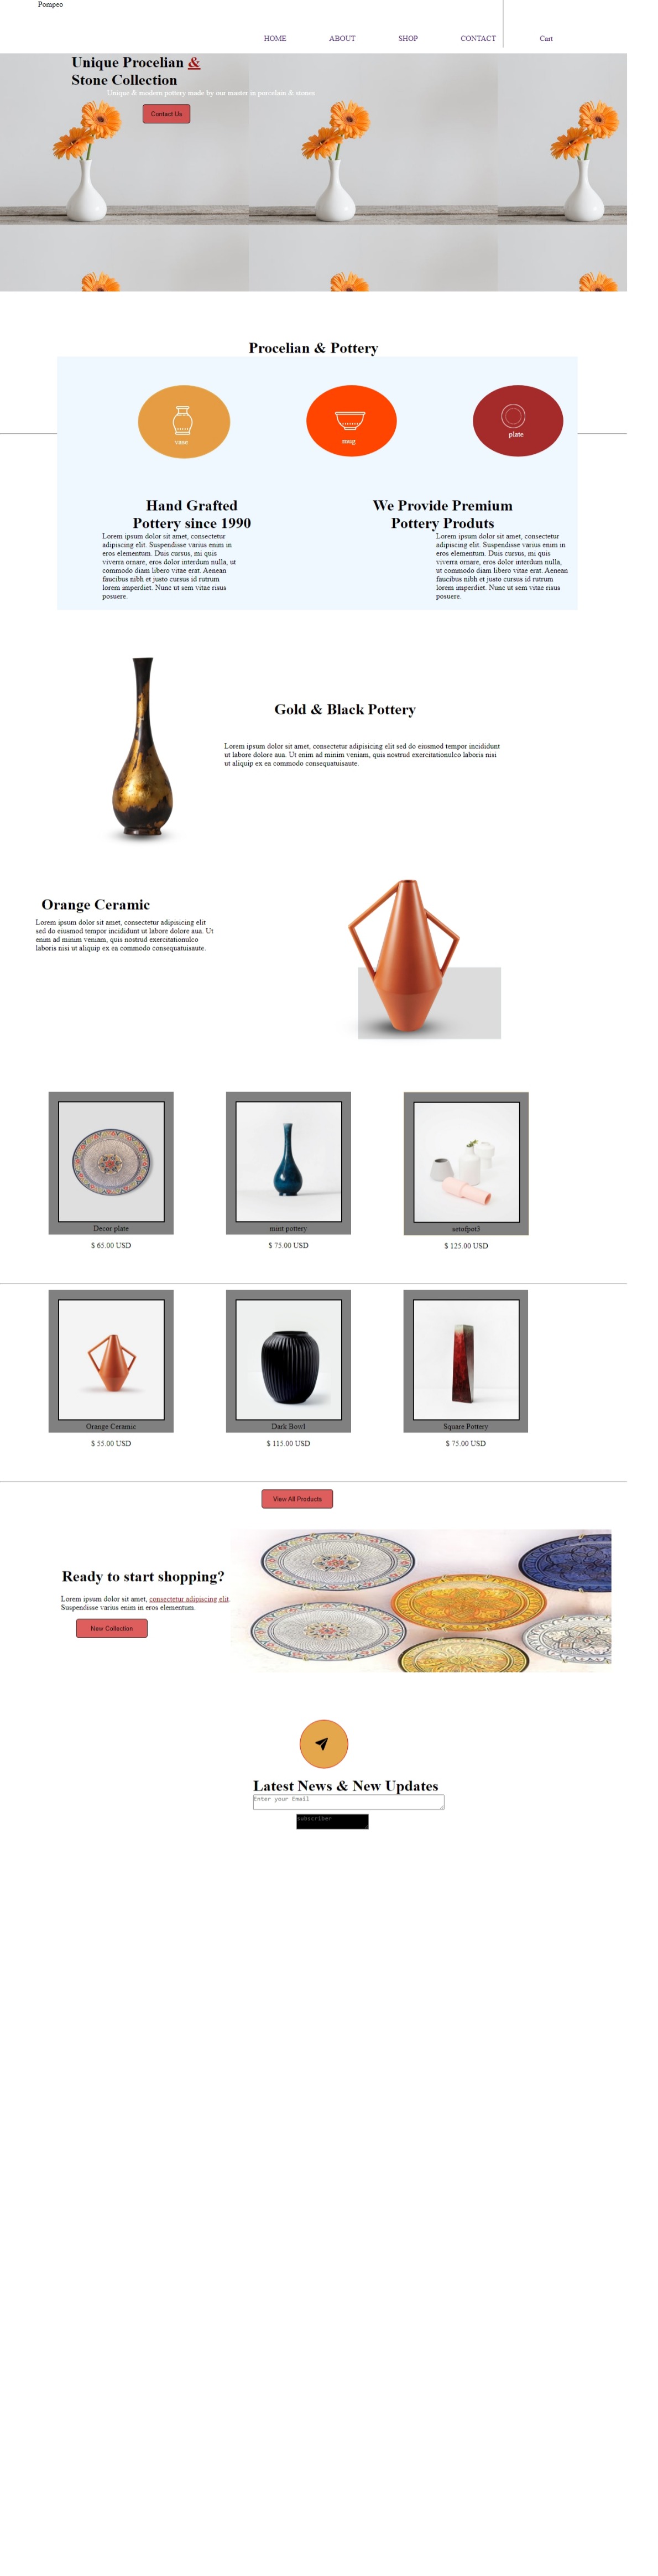 Pompeo
HOME ABOUT SHOP CONTACT Cart
Unique Procelian &
Stone Collection
Unique & modern pottery made by our master in porcelain & stones
Contact Us
Procelian & Pottery
vase
mug
plate
Hand Grafted
Pottery since 1990
Lorem ipsum dolor sit amet, consectetur
adipiscing elit. Suspendisse varius enim in
eros elementum. Duis cursus, mi quis
viverra ornare, eros dolor interdum nulla, ut
commodo diam libero vitae erat. Aenean
faucibus nibh et justo cursus id rutrum
lorem imperdiet. Nunc ut sem vitae risus
posuere.
We Provide Premium
Pottery Produts
Lorem ipsum dolor sit amet, consectetur
adipiscing elit. Suspendisse varius enim in
eros elementum. Duis cursus, mi quis
viverra ornare, eros dolor interdum nulla,
ut commodo diam libero vitae erat. Aenean
faucibus nibh et justo cursus id rutrum
lorem imperdiet. Nunc ut sem vitae risus
posuere.
Gold & Black Pottery
Lorem ipsum dolor sit amet, consectetur adipisicing elit sed do eiusmod tempor incididunt
ut labore dolore aua. Ut enim ad minim veniam, quis nostrud exercitationulco laboris nisi
ut aliquip ex ea commodo consequatuisaute.
Orange Ceramic
Lorem ipsum dolor sit amet, consectetur adipisicing elit
sed do eiusmod tempor incididunt ut labore dolore aua. Ut
enim ad minim veniam, quis nostrud exercitationulco
laboris nisi ut aliquip ex ea commodo consequatuisaute.
Decor plate
$ 65.00 USD
mint pottery
$ 75.00 USD
setofpot3
$ 125.00 USD
Orange Ceramic
$ 55.00 USD
Dark Bowl
$ 115.00 USD
Square Pottery
$ 75.00 USD
View All Products
Ready to start shopping?
Lorem ipsum dolor sit amet, consectetur adipiscing elit.
Suspendisse varius enim in eros elementum.
New Collection
Latest News & New Updates
Enter your Email
subscriber